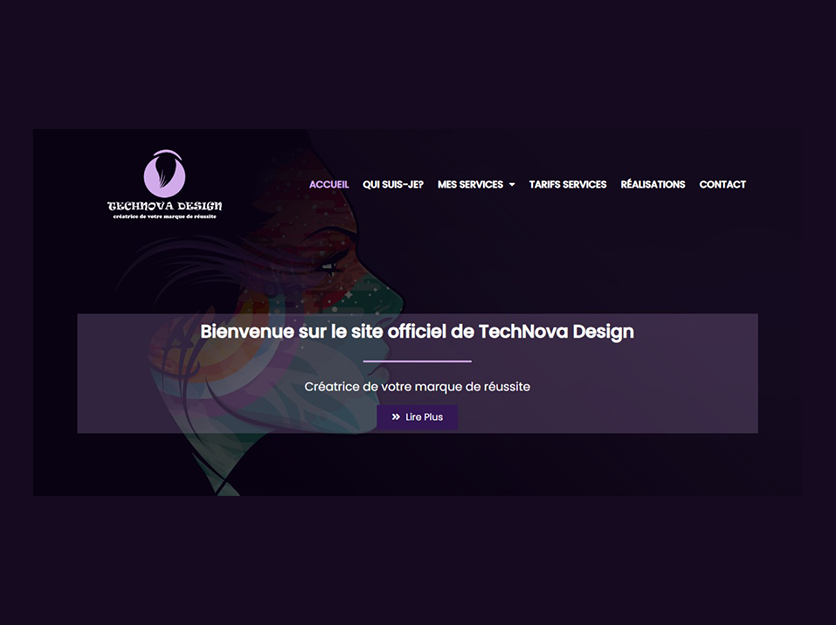 TECHNOVA DESIGN
créatrice de votre marque de réussite
ACCUEIL QUI SUIS-JE? MES SERVICES TARIFS SERVICES RÉALISATIONS CONTACT
Bienvenue sur le site officiel de TechNova Design
Créatrice de votre marque de réussite
Lire Plus